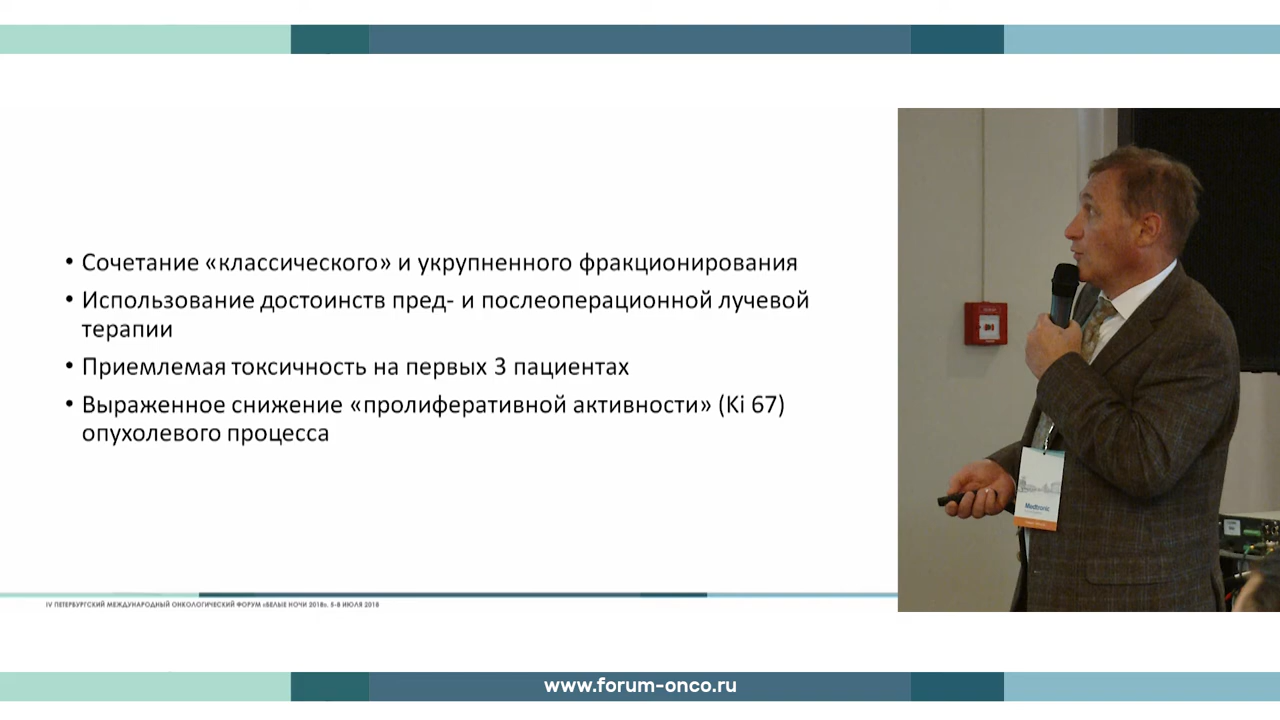 • Сочетание «классического» и укрупненного фракционирования
• Использование достоинств пред- и послеоперационной лучевой
терапии
• Приемлемая токсичность на первых 3 пациентах
• Выраженное снижение «пролиферативной активности» (Ki 67)
опухолевого процесса
Medtronic
IV ПЕТЕРБУРГСКИЙ МЕЖДУНАРОДНЫЙ ОНКОЛОГИЧЕСКИЙ ФОРУМ «БЕЛЫЕ НОЧИ 2018». 5-8 ИЮЛЯ 2018
www.forum-onco.ru